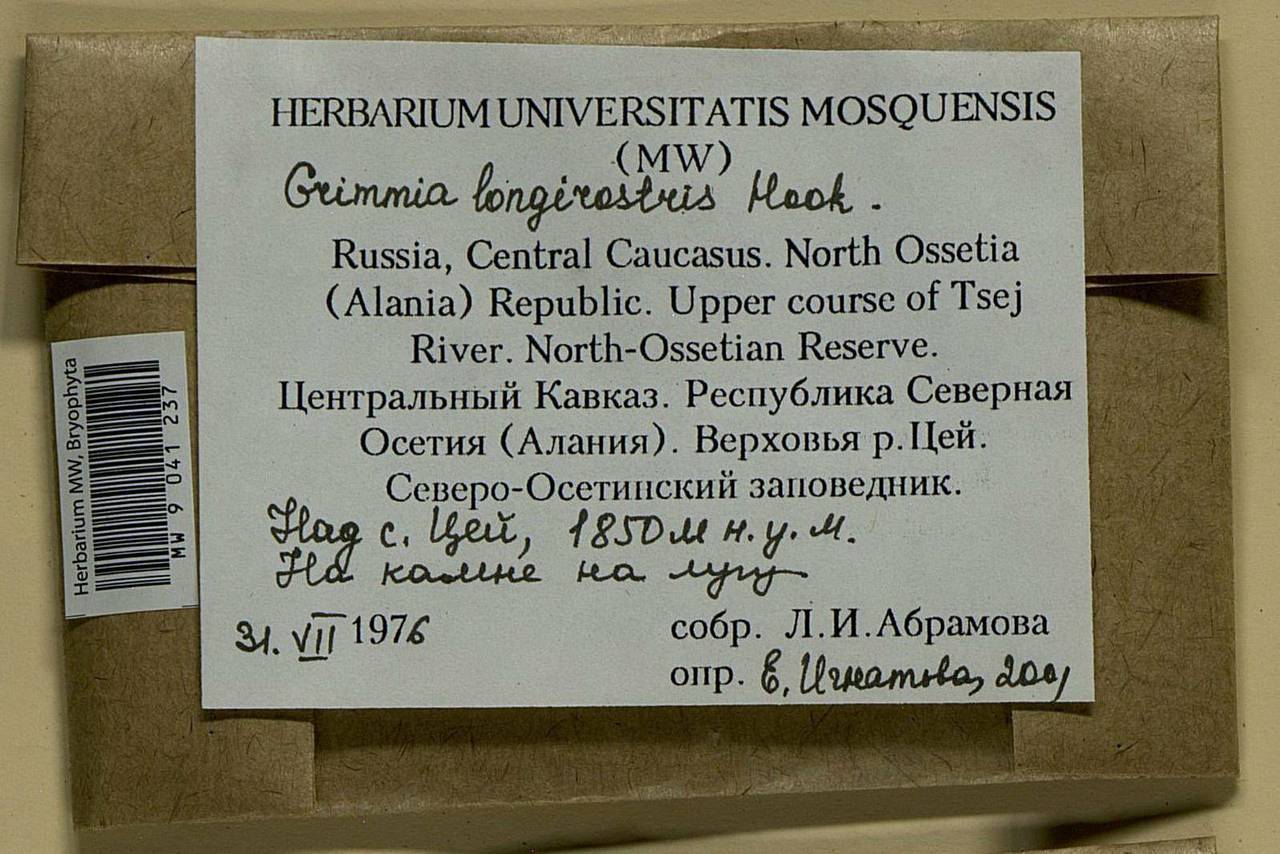 HERBARIUM UNIVERSITATIS MOSQUENSIS
(MW)
Grimmia longirostris Hook.
Russia, Central Caucasus. North Ossetia
(Alania) Republic. Upper course of Tsej
River. North-Ossetian Reserve.
Центральный Кавказ. Республика Северная
Осетия (Алания). Верховья р.Цей.
Северо-Осетинский заповедник.
Над с. Цей, 1850 м н.у.м.
На камне на лугу
31. VII 1976
собр. Л.И.Абрамова
опр. Е. Игнатова, 2001
Herbarium MW, Bryophyta
MW 9 041 237